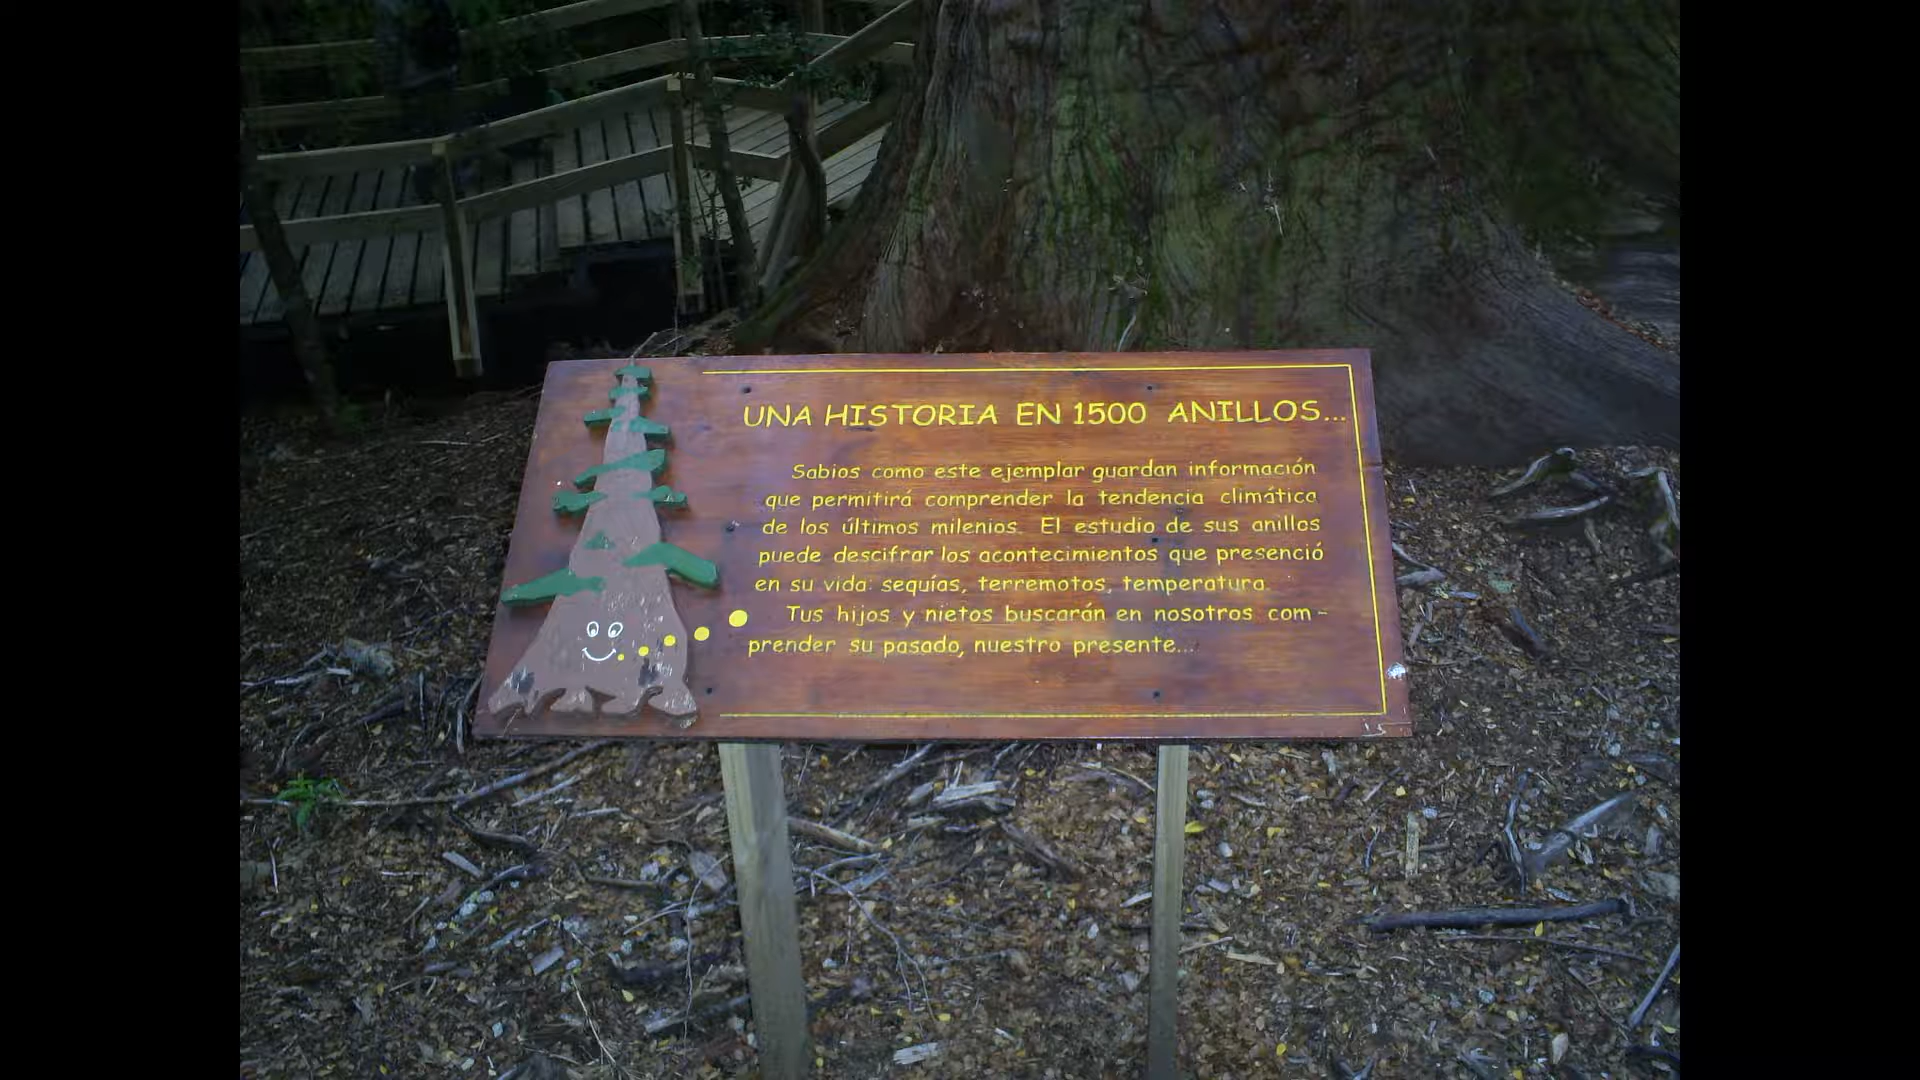 UNA HISTORIA EN 1500 ANILLOS...
Sabios como este ejemplar guardan información
que permitirá comprender la tendencia climática
de los últimos milenios. El estudio de sus anillos
puede descifrar los acontecimientos que presenció
en su vida: sequías, terremotos, temperatura.
Tus hijos y nietos buscarán en nosotros com-
prender su pasado, nuestro presente...